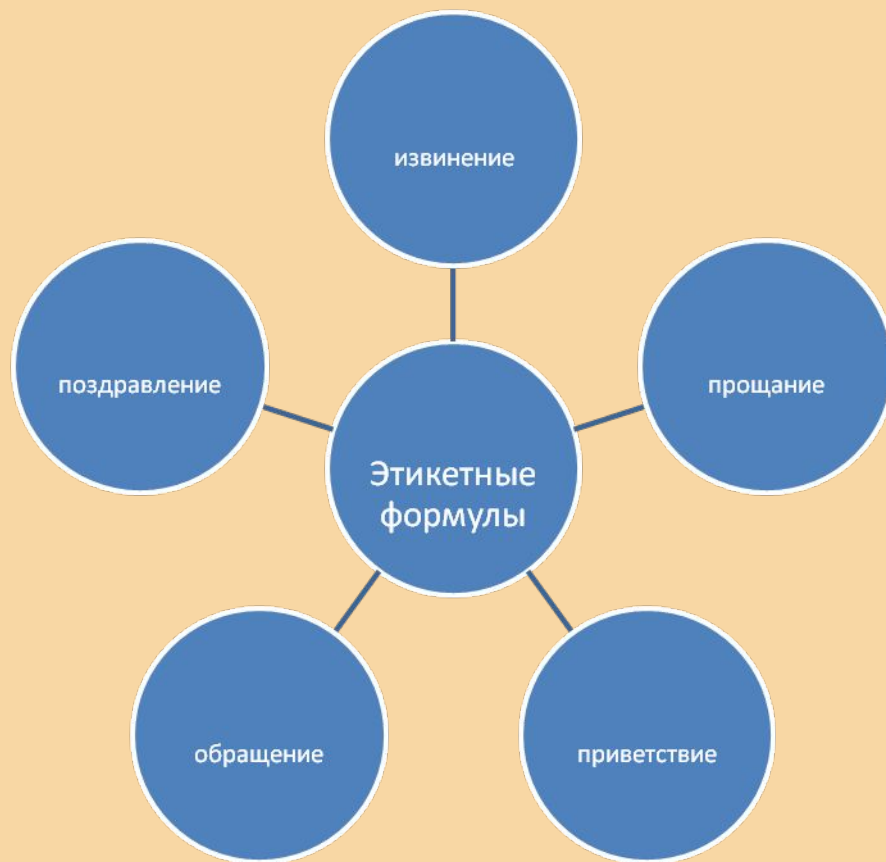 извинение
поздравление
прощание
Этикетные
формулы
обращение
приветствие